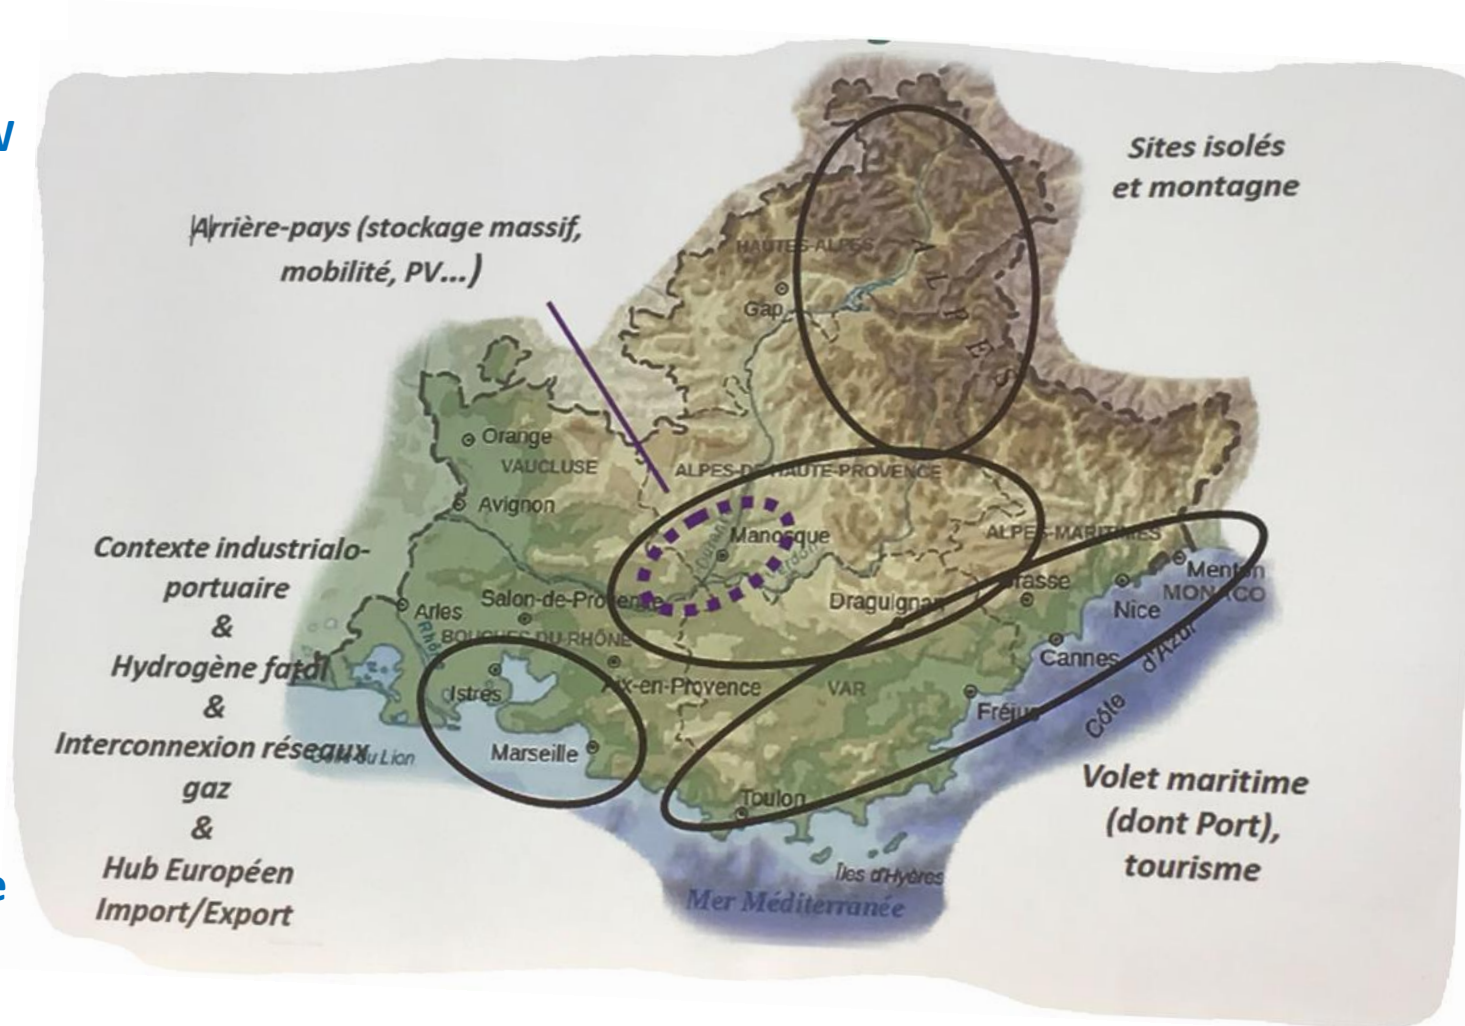 Sites isolés
et montagne
Arrière-pays (stockage massif,
mobilité, PV...)
HAUTES-ALPES
ALPES
Gap
Orange
VAUCLUSE
ALPES-DE-HAUTE-PROVENCE
Avignon
Manosque
Durance
Verdon
ALPES-MARITIMES
Menton
MONACO
Grasse
Nice
Salon-de-Provence
Draguignan
Arles
Rhône
BOUCHES-DU-RHÔNE
Cannes
Côte d'Azur
Istres
Aix-en-Provence
VAR
Fréjus
Marseille
Toulon
Îles d'Hyères
Mer Méditerranée
Contexte industrialo-
portuaire
&
Hydrogène fatal
&
Interconnexion réseaux
gaz
&
Hub Européen
Import/Export
Volet maritime
(dont Port),
tourisme